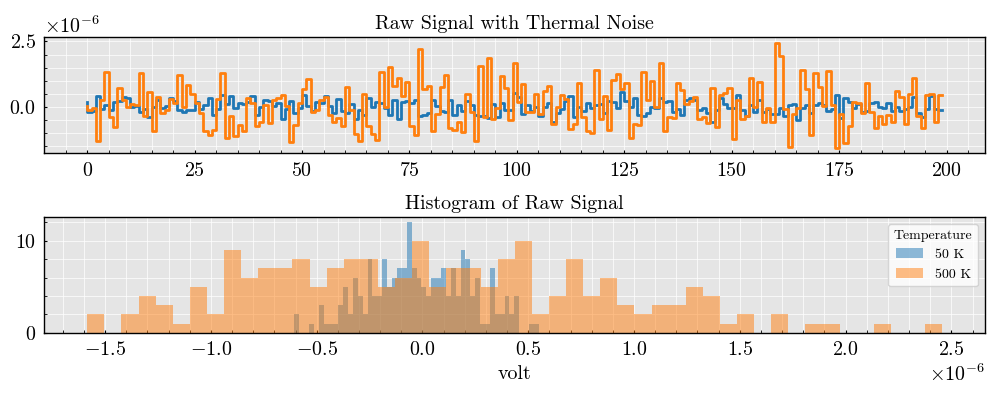 Raw Signal with Thermal Noise
×10⁻⁶
2.5
0.0
0 25 50 75 100 125 150 175 200
Histogram of Raw Signal
10
0
Temperature
50 K
500 K
−1.5 −1.0 −0.5 0.0 0.5 1.0 1.5 2.0 2.5
×10⁻⁶
volt